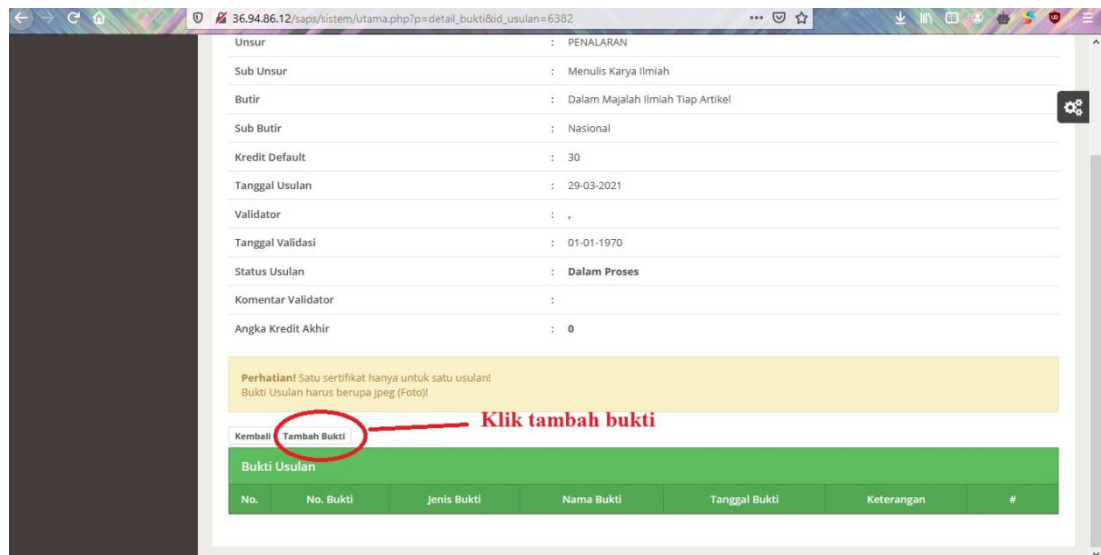 36.94.86.12/saps/sistem/utama.php?p=detail_bukti&id_usulan=6382
Unsur : PENALARAN
Sub Unsur : Menulis Karya Ilmiah
Butir : Dalam Majalah Ilmiah Tiap Artikel
Sub Butir : Nasional
Kredit Default : 30
Tanggal Usulan : 29-03-2021
Validator : ,
Tanggal Validasi : 01-01-1970
Status Usulan : Dalam Proses
Komentar Validator :
Angka Kredit Akhir : 0
Perhatian! Satu sertifikat hanya untuk satu usulan!
Bukti Usulan harus berupa jpeg (Foto)!
Klik tambah bukti
Kembali Tambah Bukti
Bukti Usulan
No. No. Bukti Jenis Bukti Nama Bukti Tanggal Bukti Keterangan #